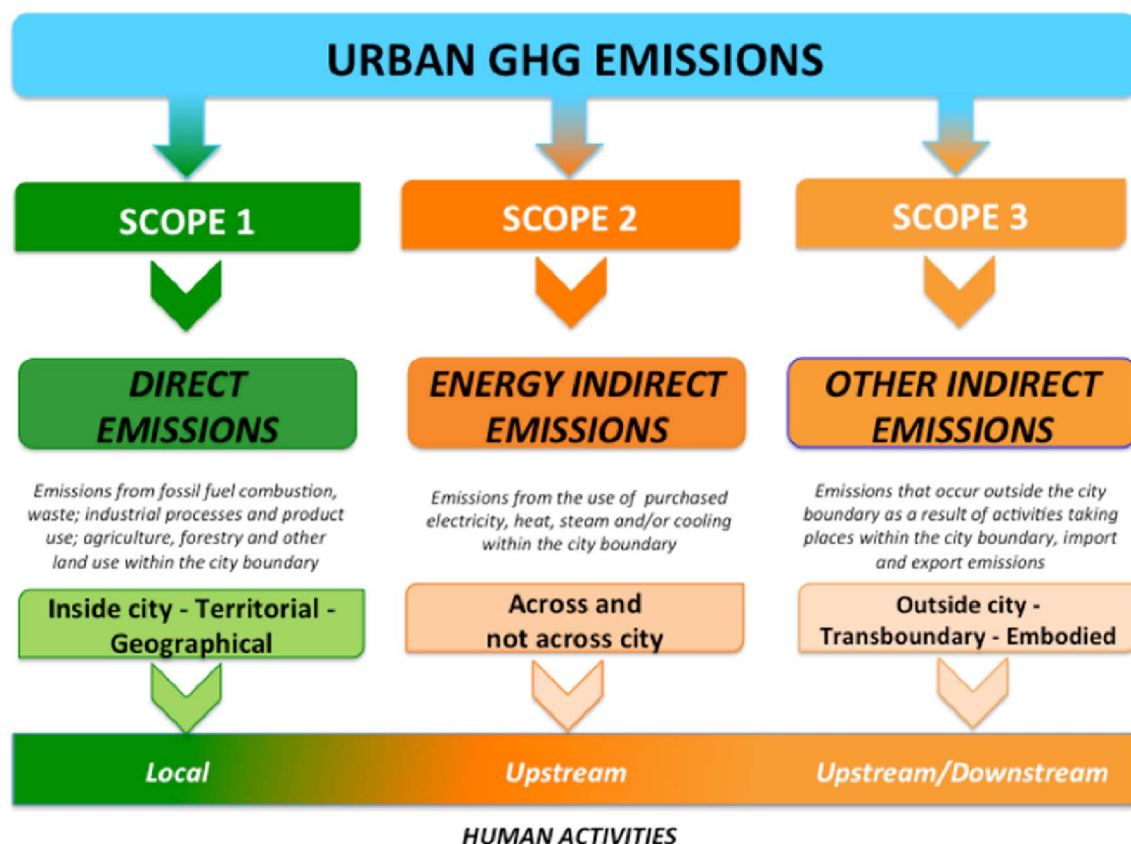 URBAN GHG EMISSIONS
SCOPE 1
SCOPE 2
SCOPE 3
DIRECT
EMISSIONS
ENERGY INDIRECT
EMISSIONS
OTHER INDIRECT
EMISSIONS
Emissions from fossil fuel combustion,
waste; industrial processes and product
use; agriculture, forestry and other
land use within the city boundary
Emissions from the use of purchased
electricity, heat, steam and/or cooling
within the city boundary
Emissions that occur outside the city
boundary as a result of activities taking
places within the city boundary, import
and export emissions
Inside city - Territorial -
Geographical
Across and
not across city
Outside city -
Transboundary - Embodied
Local
Upstream
Upstream/Downstream
HUMAN ACTIVITIES